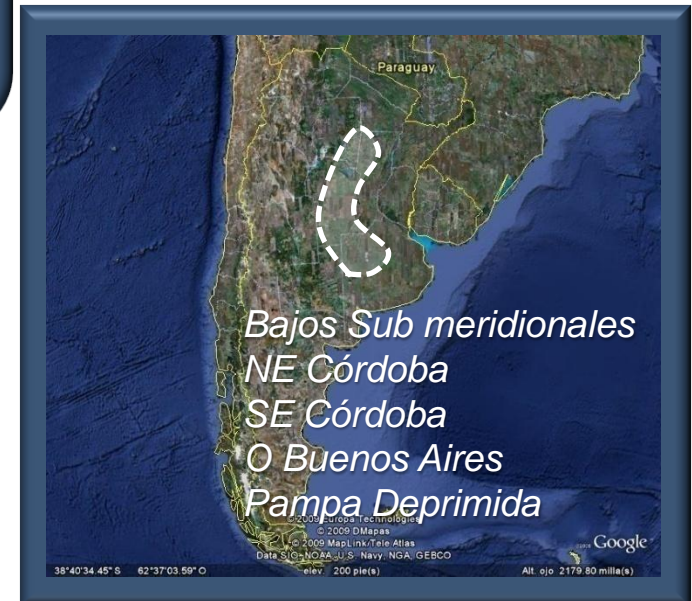 Paraguay
Bajos Sub meridionales
NE Córdoba
SE Córdoba
O Buenos Aires
Pampa Deprimida
©2009 Europa Technologies
© 2009 DMapas
© 2009 MapLink/Tele Atlas
Data SIO, NOAA, U.S. Navy, NGA, GEBCO
©2009 Google
38°40'34.45" S 62°37'03.59" O elev. 200 pie(s) Alt. ojo 2179.80 milla(s)